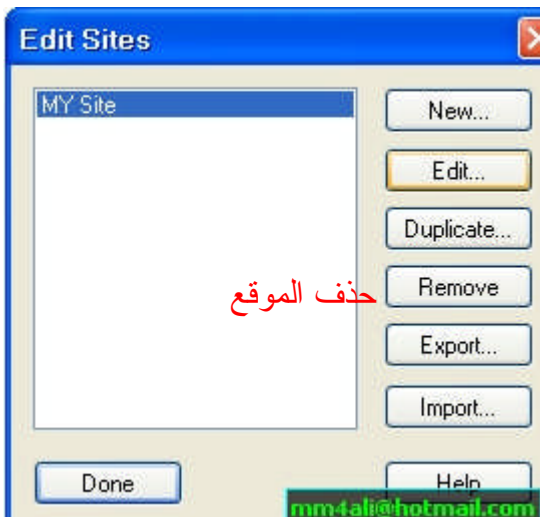 Edit Sites
MY Site
New...
Edit...
Duplicate...
حذف الموقع
Remove
Export...
Import...
Done
Help
mm4ali@hotmail.com